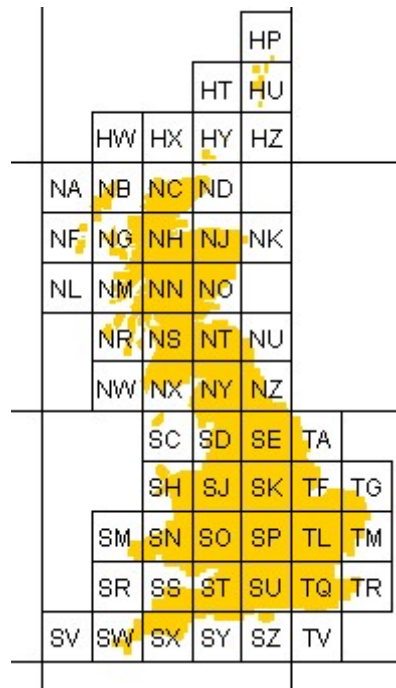 HP
HT HU
HW HX HY HZ
NA NB NC ND
NF NG NH NJ NK
NL NM NN NO
NR NS NT NU
NW NX NY NZ
SC SD SE TA
SH SJ SK TF TG
SM SN SO SP TL TM
SR SS ST SU TQ TR
SV SW SX SY SZ TV